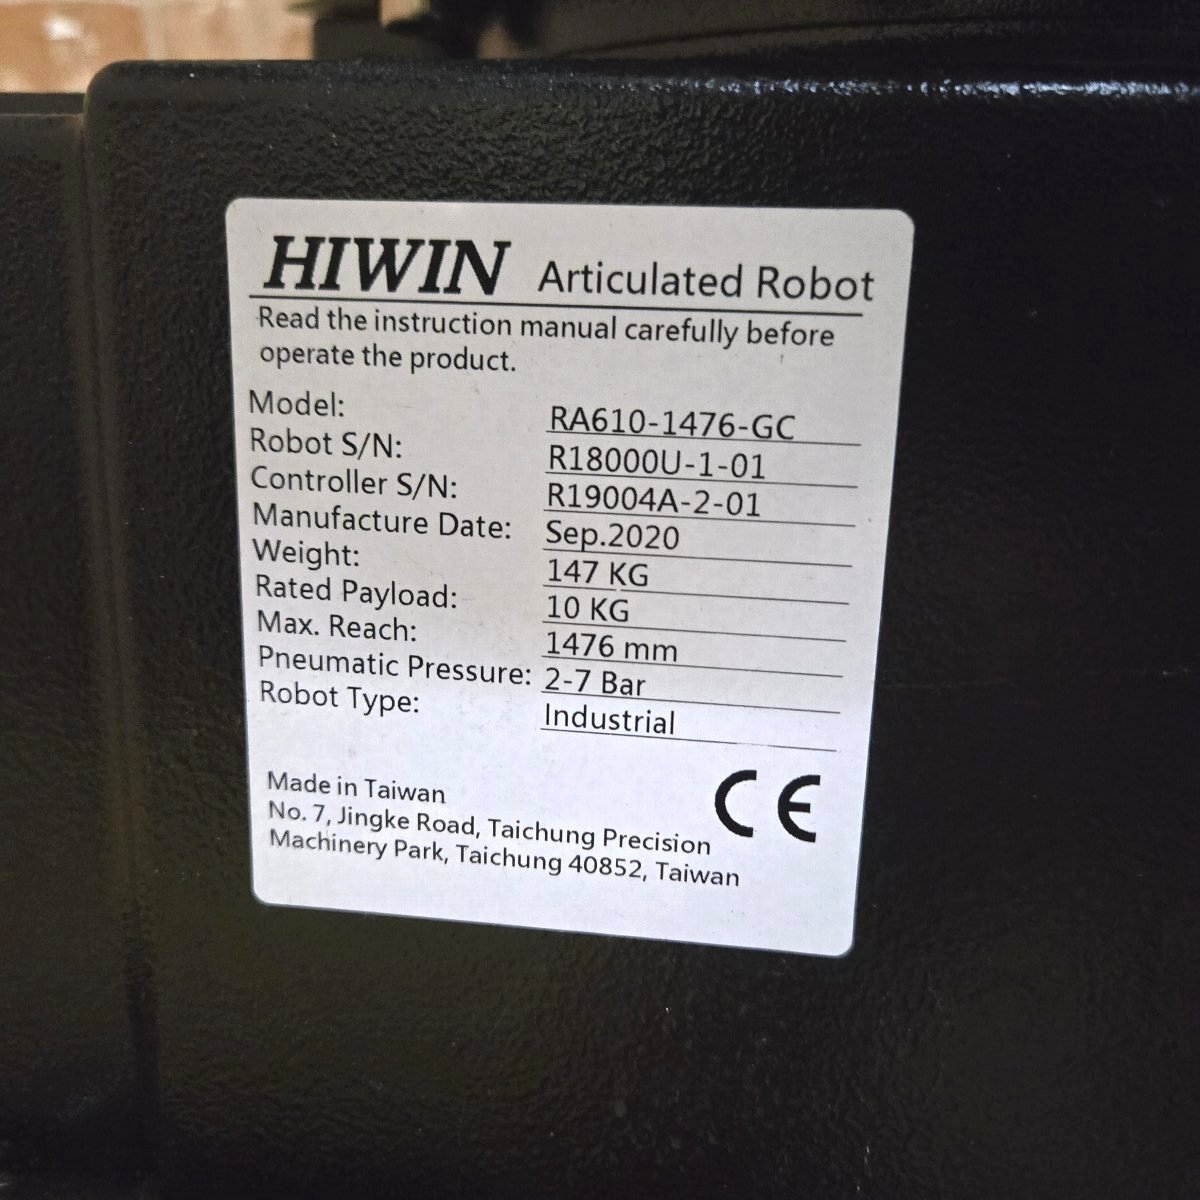 HIWIN Articulated Robot
Read the instruction manual carefully before
operate the product.
Model: RA610-1476-GC
Robot S/N: R18000U-1-01
Controller S/N: R19004A-2-01
Manufacture Date: Sep.2020
Weight: 147 KG
Rated Payload: 10 KG
Max. Reach: 1476 mm
Pneumatic Pressure: 2-7 Bar
Robot Type: Industrial
Made in Taiwan
No. 7, Jingke Road, Taichung Precision
Machinery Park, Taichung 40852, Taiwan
CE